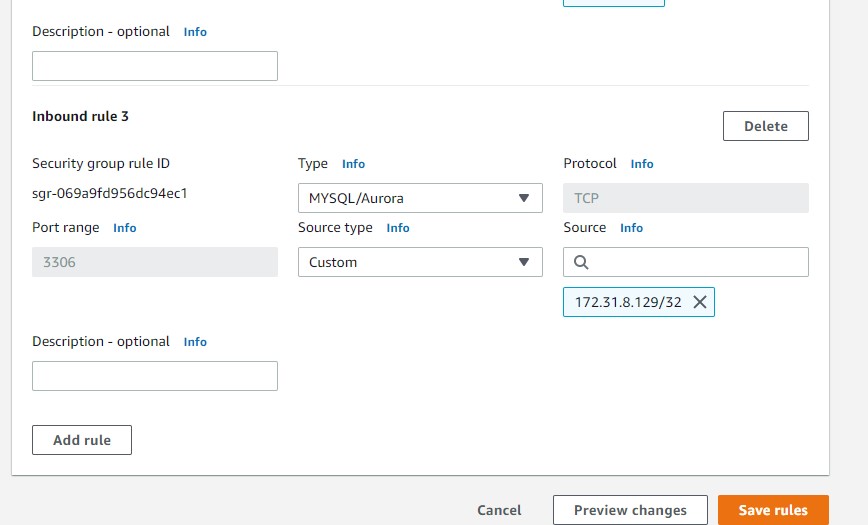 Description - optional Info
Inbound rule 3
Delete
Security group rule ID
sgr-069a9fd956dc94ec1
Type Info
MYSQL/Aurora
Protocol Info
TCP
Port range Info
3306
Source type Info
Custom
Source Info
172.31.8.129/32
Description - optional Info
Add rule
Cancel
Preview changes
Save rules